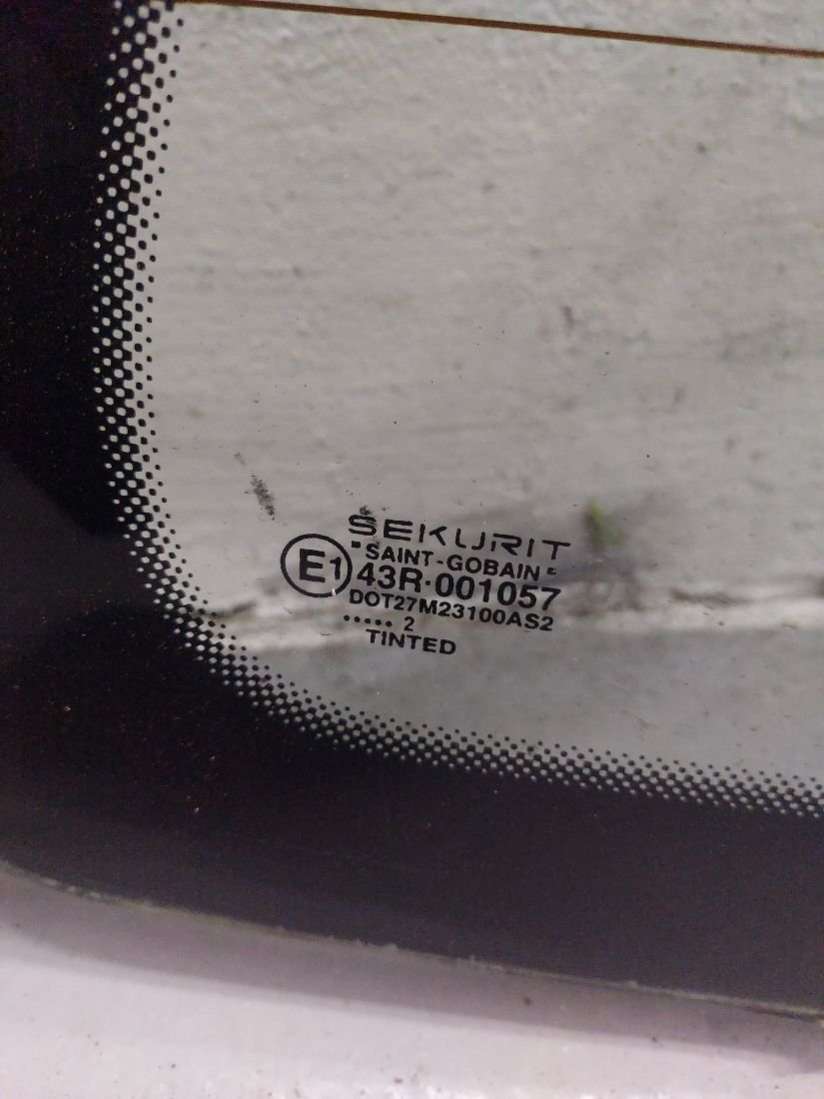 SEKURIT
"SAINT-GOBAIN"
E1 43R-001057
DOT27M23100AS2
..... 2
TINTED